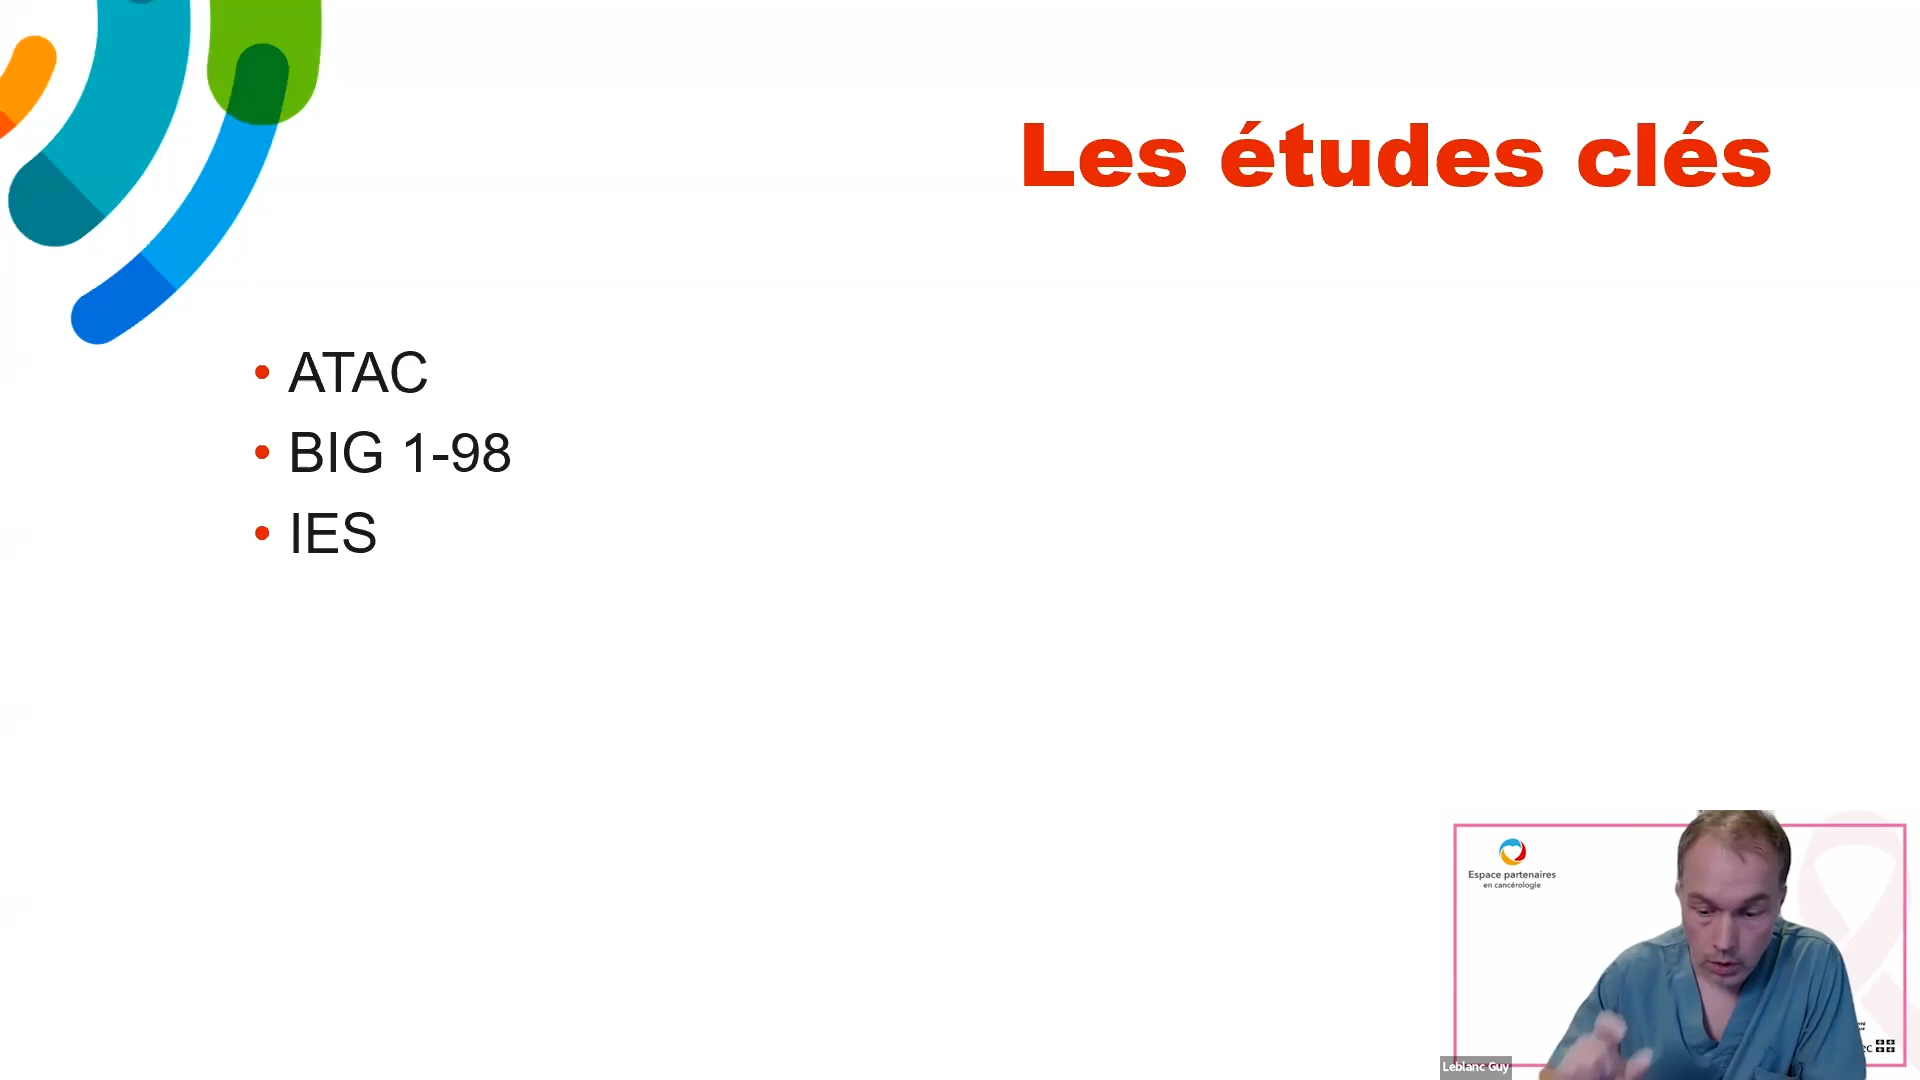 Les études clés
• ATAC
• BIG 1-98
• IES
Espace partenaires
en cancérologie
Leblanc Guy